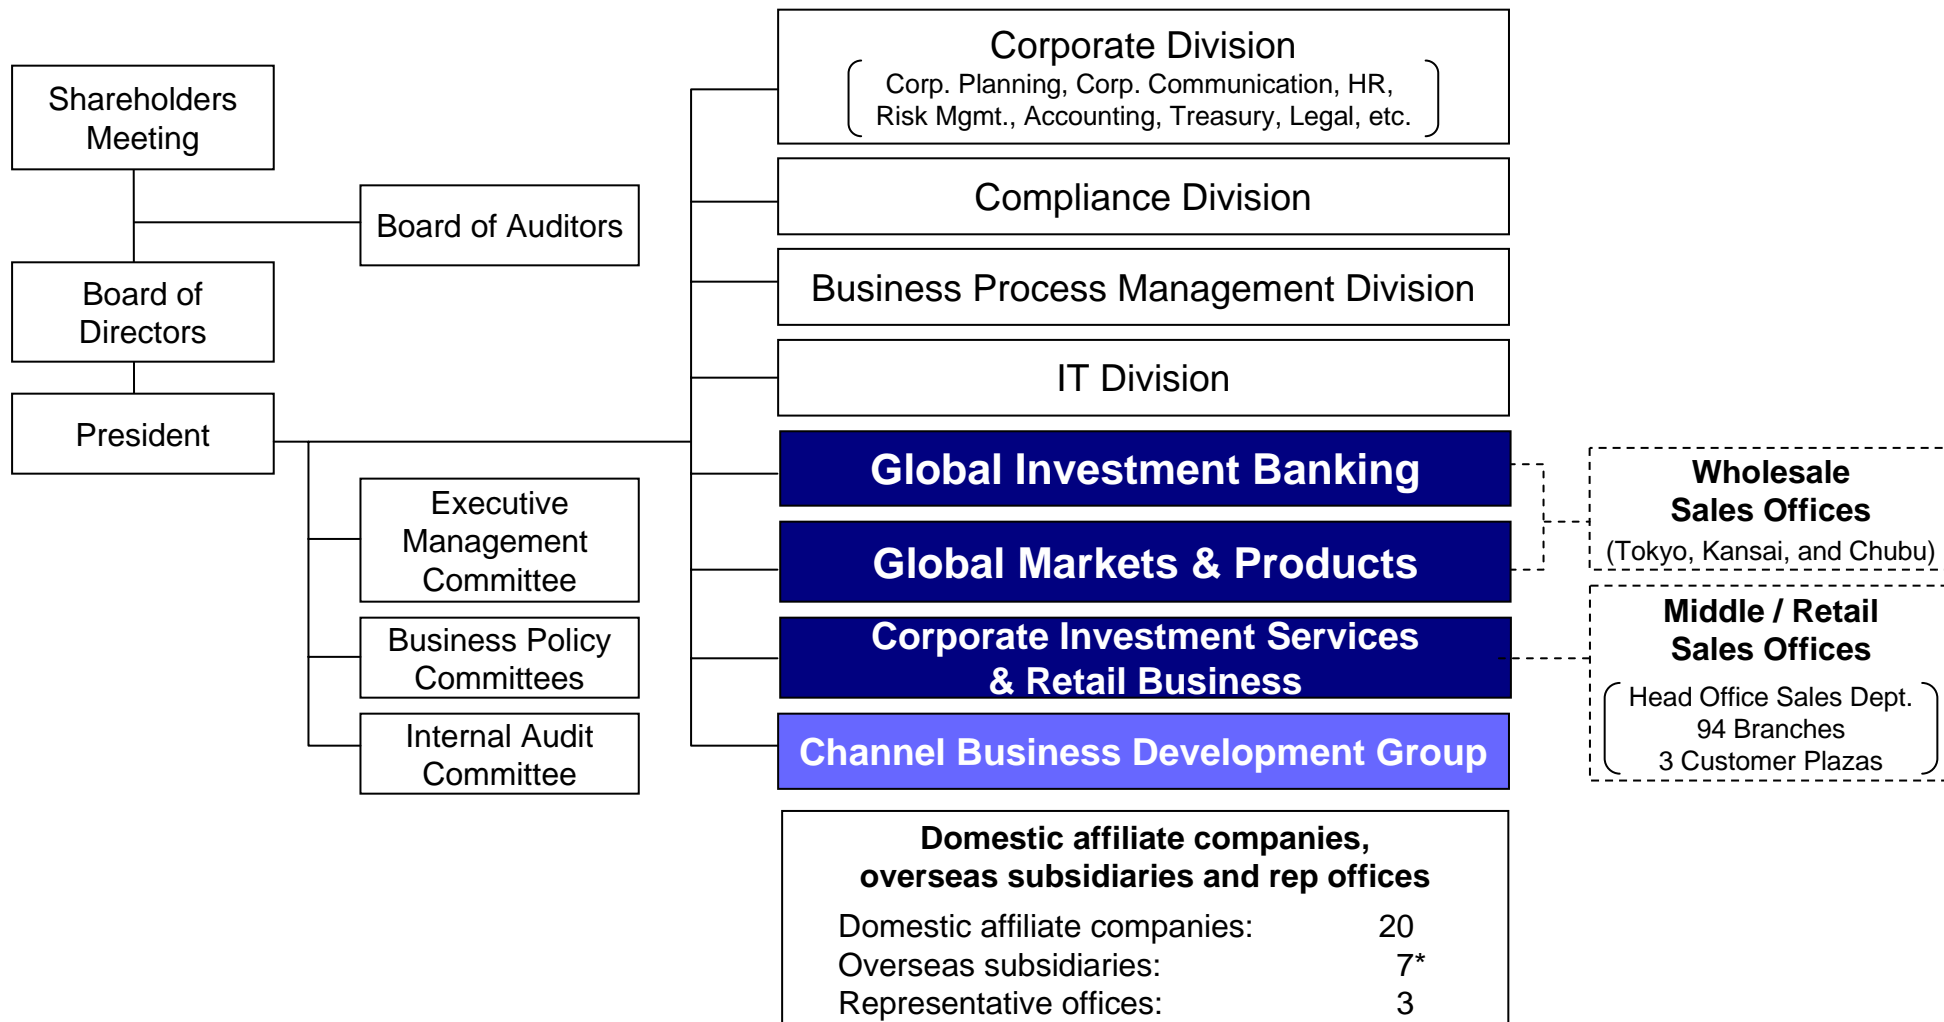 Shareholders
Meeting
Board of Auditors
Board of
Directors
President
Executive
Management
Committee
Business Policy
Committees
Internal Audit
Committee
Corporate Division
Corp. Planning, Corp. Communication, HR,
Risk Mgmt., Accounting, Treasury, Legal, etc.
Compliance Division
Business Process Management Division
IT Division
Global Investment Banking
Global Markets & Products
Corporate Investment Services
& Retail Business
Channel Business Development Group
Wholesale
Sales Offices
(Tokyo, Kansai, and Chubu)
Middle / Retail
Sales Offices
Head Office Sales Dept.
94 Branches
3 Customer Plazas
Domestic affiliate companies,
overseas subsidiaries and rep offices
Domestic affiliate companies: 20
Overseas subsidiaries: 7*
Representative offices: 3